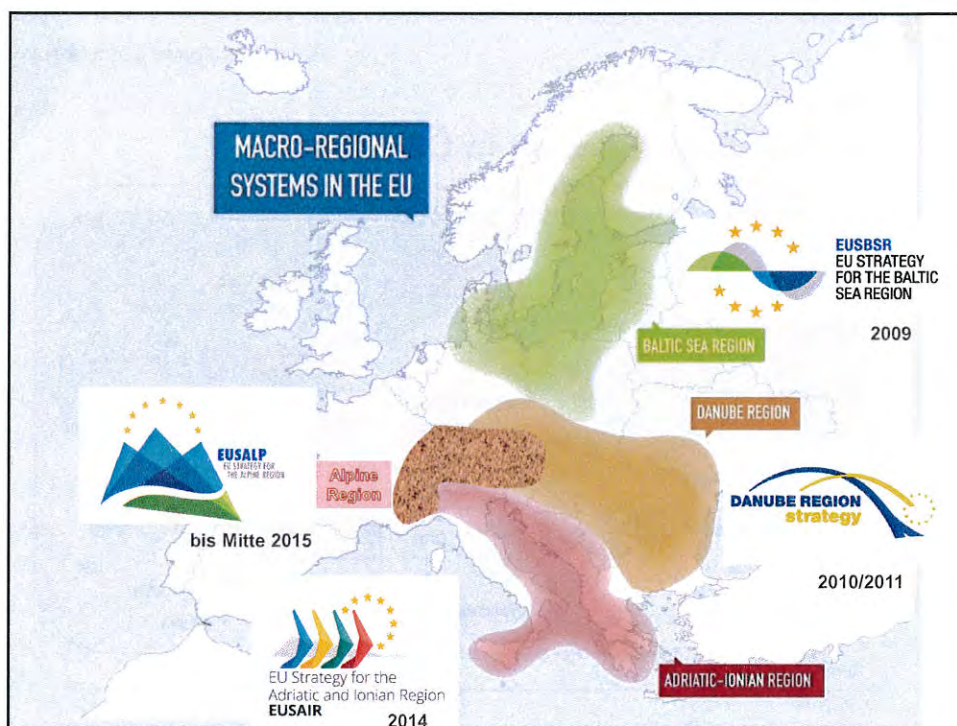 MACRO-REGIONAL
SYSTEMS IN THE EU
EUSBSR
EU STRATEGY
FOR THE BALTIC
SEA REGION
2009
BALTIC SEA REGION
DANUBE REGION
EUSALP
EU STRATEGY FOR
THE ALPINE REGION
Alpine
Region
bis Mitte 2015
DANUBE REGION
strategy
2010/2011
EU Strategy for the
Adriatic and Ionian Region
EUSAIR
2014
ADRIATIC-IONIAN REGION